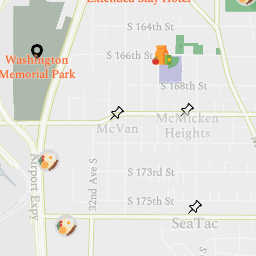 Extended Stay Hotel
S 164th St
Washington
Memorial Park
S 166th St
S 168th St
McVan
McMicken
Heights
Airport Expy
32nd Ave S
S 173rd St
S 175th St
SeaTac